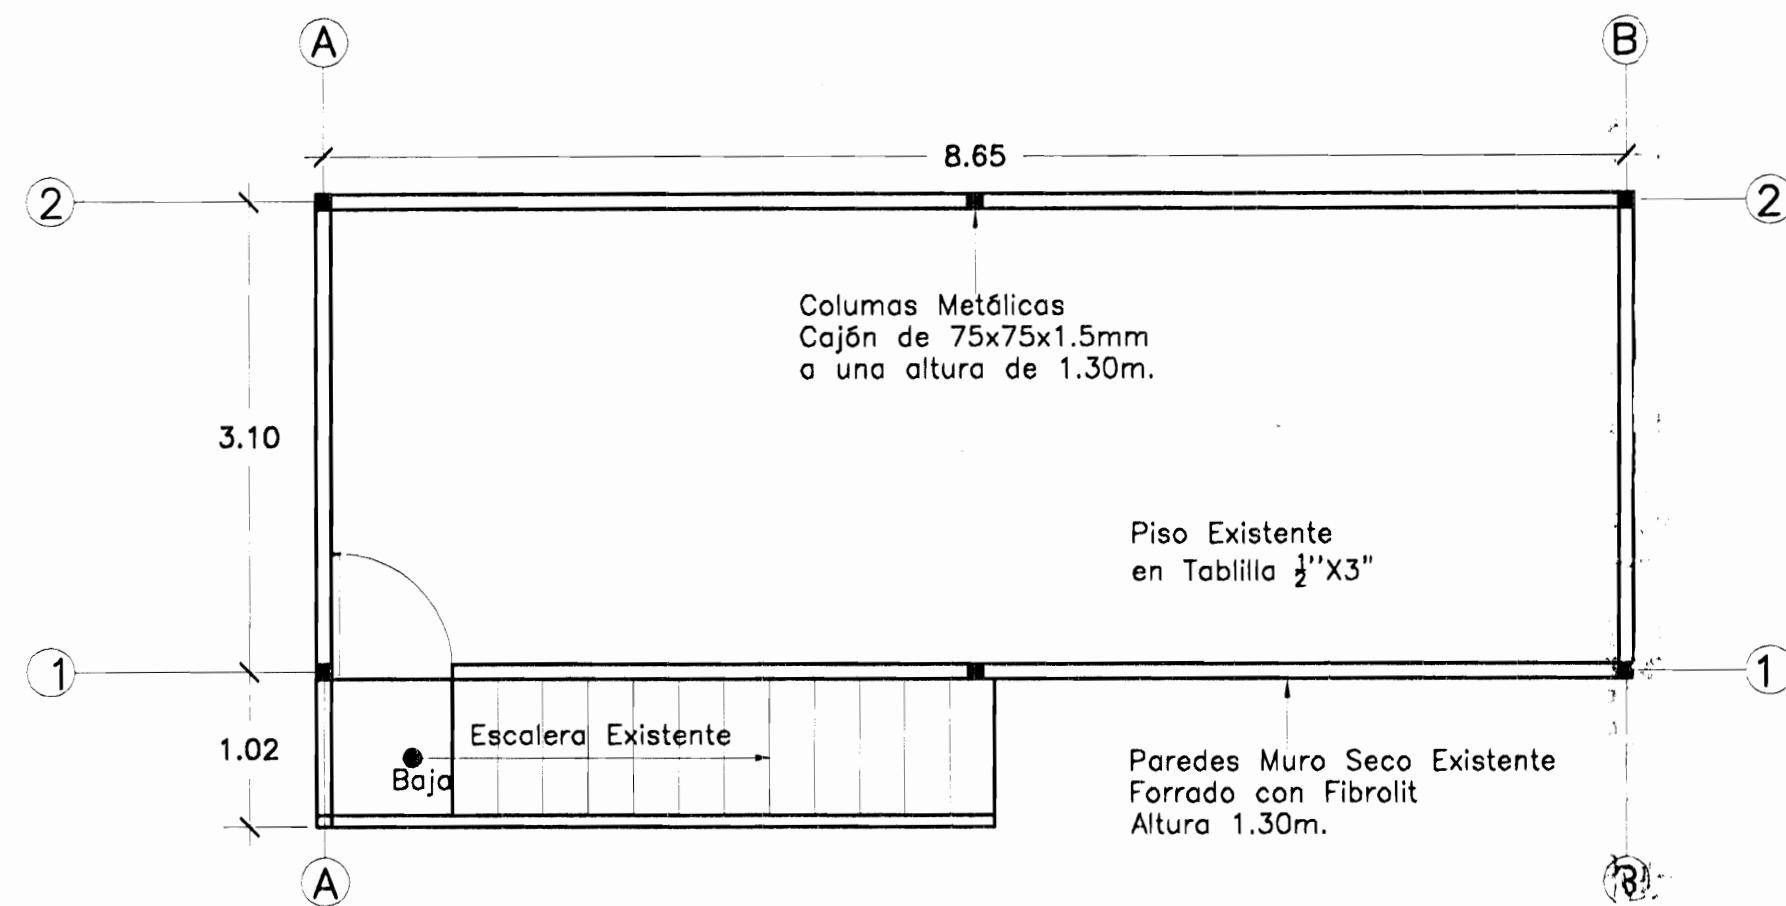 A
B
8.65
2
2
Columas Metálicas
Cajón de 75x75x1.5mm
a una altura de 1.30m.
3.10
Piso Existente
en Tablilla ½''X3"
1
1
1.02
Escalera Existente
Baja
Paredes Muro Seco Existente
Forrado con Fibrolit
Altura 1.30m.
A
B